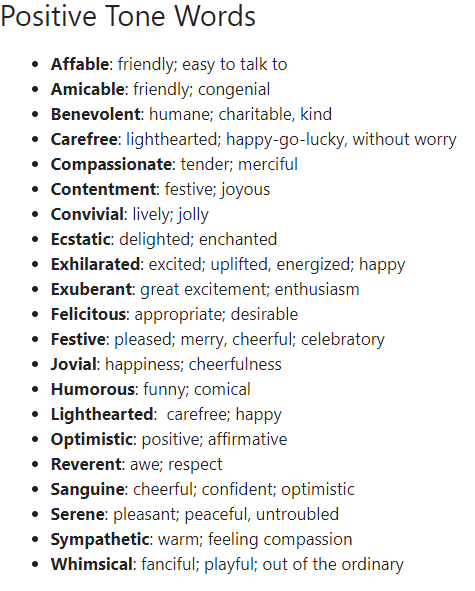 Positive Tone Words
• Affable: friendly; easy to talk to
• Amicable: friendly; congenial
• Benevolent: humane; charitable, kind
• Carefree: lighthearted; happy-go-lucky, without worry
• Compassionate: tender; merciful
• Contentment: festive; joyous
• Convivial: lively; jolly
• Ecstatic: delighted; enchanted
• Exhilarated: excited; uplifted, energized; happy
• Exuberant: great excitement; enthusiasm
• Felicitous: appropriate; desirable
• Festive: pleased; merry, cheerful; celebratory
• Jovial: happiness; cheerfulness
• Humorous: funny; comical
• Lighthearted:  carefree; happy
• Optimistic: positive; affirmative
• Reverent: awe; respect
• Sanguine: cheerful; confident; optimistic
• Serene: pleasant; peaceful, untroubled
• Sympathetic: warm; feeling compassion
• Whimsical: fanciful; playful; out of the ordinary